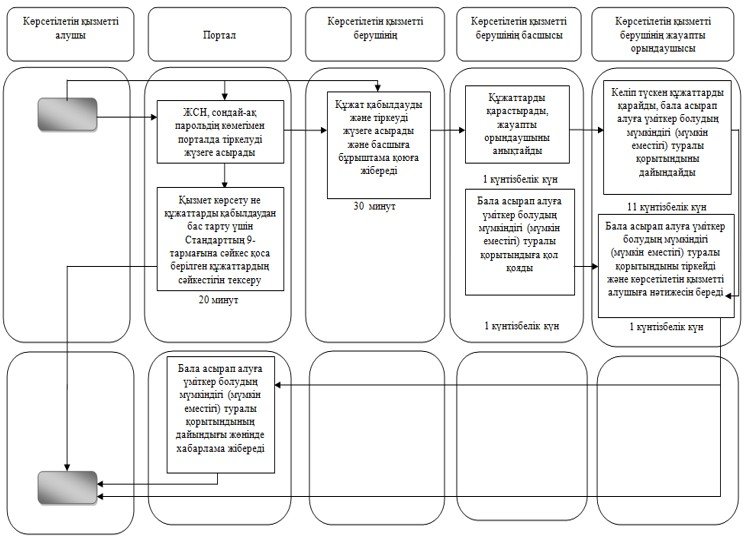 Көрсетілетін қызметті
алушы
Портал
Көрсетілетін қызметті
берушінің
Көрсетілетін қызметті
берушінің басшысы
Көрсетілетін қызметті
берушінің жауапты
орындаушысы
ЖСН, сондай-ақ
парольдің көмегімен
порталда тіркелуді
жүзеге асырады
Қызмет көрсету не
құжаттарды қабылдаудан
бас тарту үшін
Стандарттың 9-
тармағына сәйкес қоса
берілген құжаттардың
сәйкестігін тексеру
20 минут
Құжат қабылдауды
және тіркеуді
жүзеге асырады
және басшыға
бұрыштама қоюға
жібереді
30 минут
Құжаттарды
қарастырады,
жауапты
орындаушыны
анықтайды
1 күнтізбелік күн
Бала асырап алуға
үміткер болудың
мүмкіндігі (мүмкін
еместігі) туралы
қорытындыға қол
қояды
1 күнтізбелік күн
Келіп түскен құжаттарды
қарайды, бала асырап
алуға үміткер болудың
мүмкіндігі (мүмкін
еместігі) туралы
қорытындыны
дайындайды
11 күнтізбелік күн
Бала асырап алуға үміткер
болудың мүмкіндігі
(мүмкін еместігі) туралы
қорытындыны тіркейді
және көрсетілетін қызметті
алушыға нәтижесін береді
1 күнтізбелік күн
Бала асырап алуға
үміткер болудың
мүмкіндігі (мүмкін
еместігі) туралы
қорытындының
дайындығы жөнінде
хабарлама жібереді